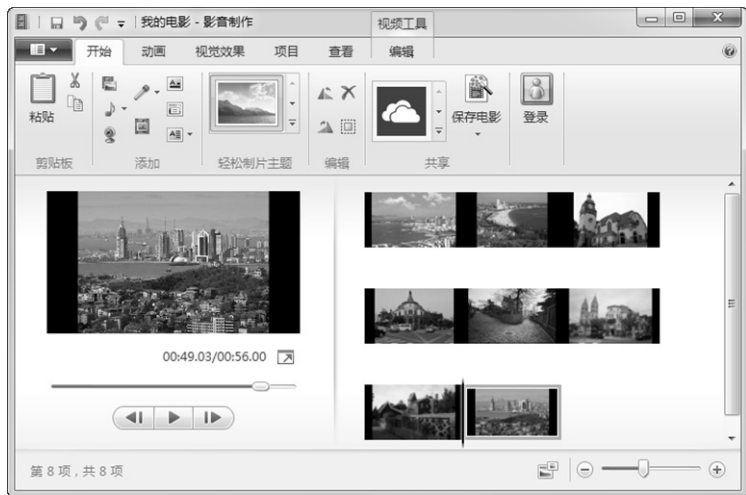 我的电影 - 影音制作
视频工具
开始 动画 视觉效果 项目 查看 编辑
粘贴
保存电影
登录
剪贴板 添加 轻松制片主题 编辑 共享
00:49.03/00:56.00
第 8 项，共 8 项